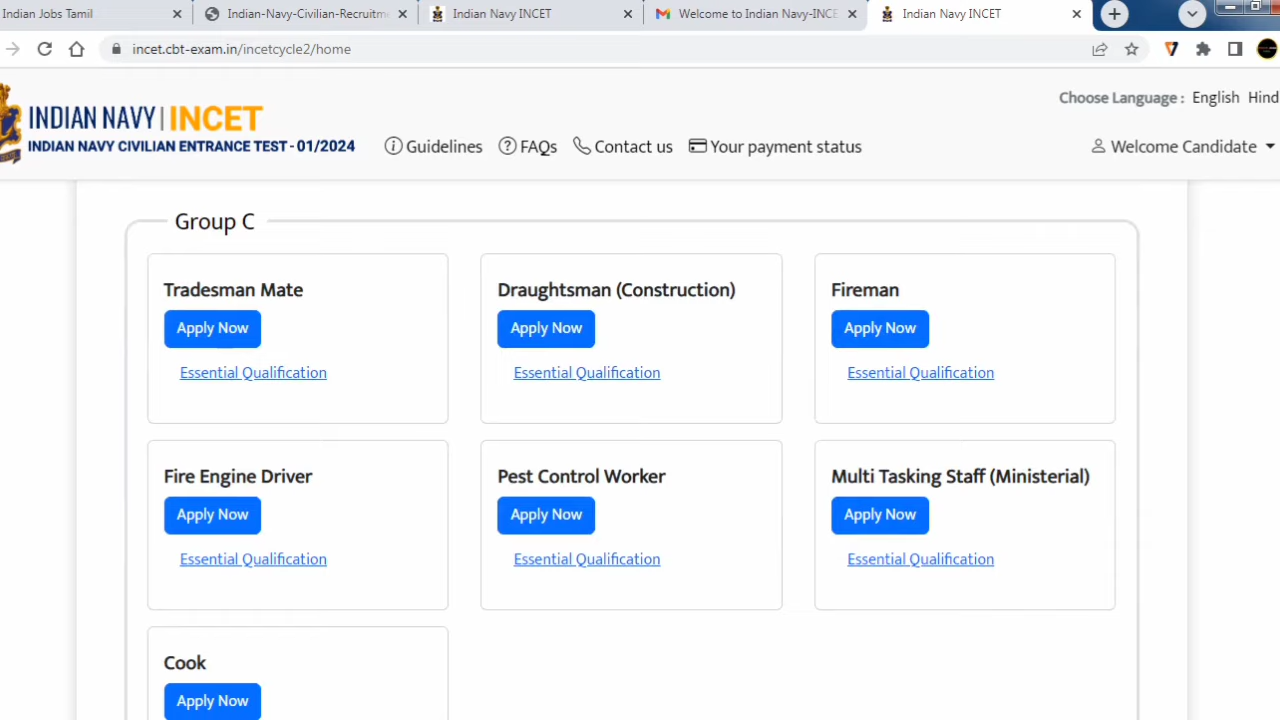 Indian Jobs Tamil
Indian-Navy-Civilian-Recruitm
Indian Navy INCET
Welcome to Indian Navy-INCE
Indian Navy INCET
incet.cbt-exam.in/incetcycle2/home
Choose Language : English Hind
INDIAN NAVY | INCET
INDIAN NAVY CIVILIAN ENTRANCE TEST - 01/2024
Guidelines
FAQs
Contact us
Your payment status
Welcome Candidate
Group C
Tradesman Mate
Apply Now
Essential Qualification
Draughtsman (Construction)
Apply Now
Essential Qualification
Fireman
Apply Now
Essential Qualification
Fire Engine Driver
Apply Now
Essential Qualification
Pest Control Worker
Apply Now
Essential Qualification
Multi Tasking Staff (Ministerial)
Apply Now
Essential Qualification
Cook
Apply Now